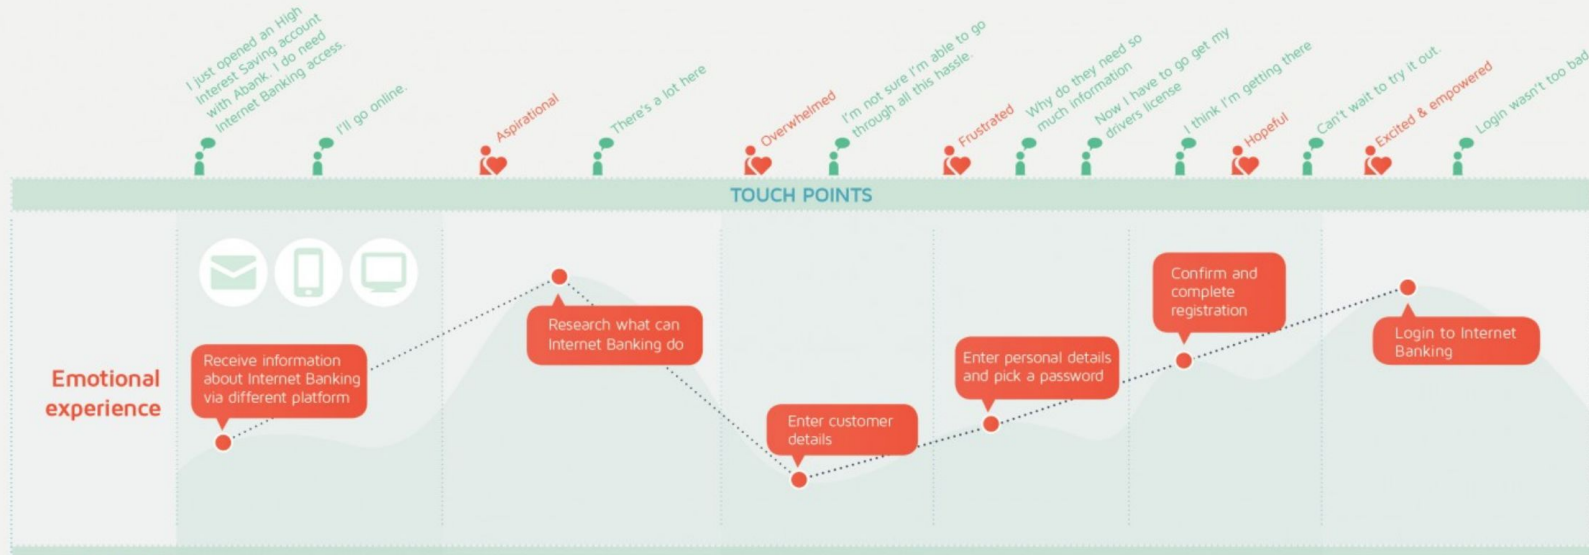 I just opened an High
Interest Saving account
with Abank. I do need
Internet Banking access.
I'll go online.
Aspirational
There's a lot here
Overwhelmed
I'm not sure I'm able to go
through all this hassle.
Frustrated
Why do they need so
much information
Now I have to go get my
drivers license
I think I'm getting there
Hopeful
Can't wait to try it out.
Excited & empowered
Login wasn't too bad
TOUCH POINTS
Emotional
experience
Receive information
about Internet Banking
via different platform
Research what can
Internet Banking do
Enter customer
details
Enter personal details
and pick a password
Confirm and
complete
registration
Login to Internet
Banking